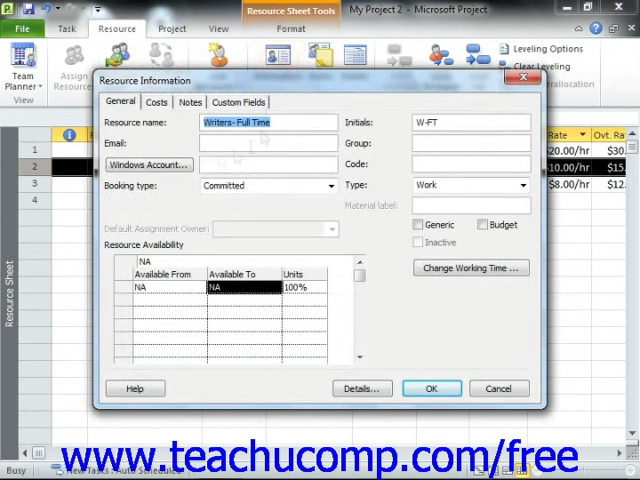 Resource Sheet Tools
My Project 2 - Microsoft Project
File Task Resource Project View Format
Team
Planner
View
Assign
Resources
Leveling Options
Clear Leveling
Resource Information
General Costs Notes Custom Fields
Resource name: Writers- Full Time Initials: W-FT
Email: Group:
Windows Account... Code:
Booking type: Committed Type: Work
Material label:
Default Assignment Owner: Generic Budget
Inactive
Resource Availability
NA
Available From Available To Units
NA NA 100%
Change Working Time ...
Help Details... OK Cancel
Rate Ovt. Rat
1 $20.00/hr $30.
2 $10.00/hr $15.
3 $8.00/hr $12.
4
Resource Sheet
www.teachucomp.com/free
Busy New Tasks : Auto Scheduled